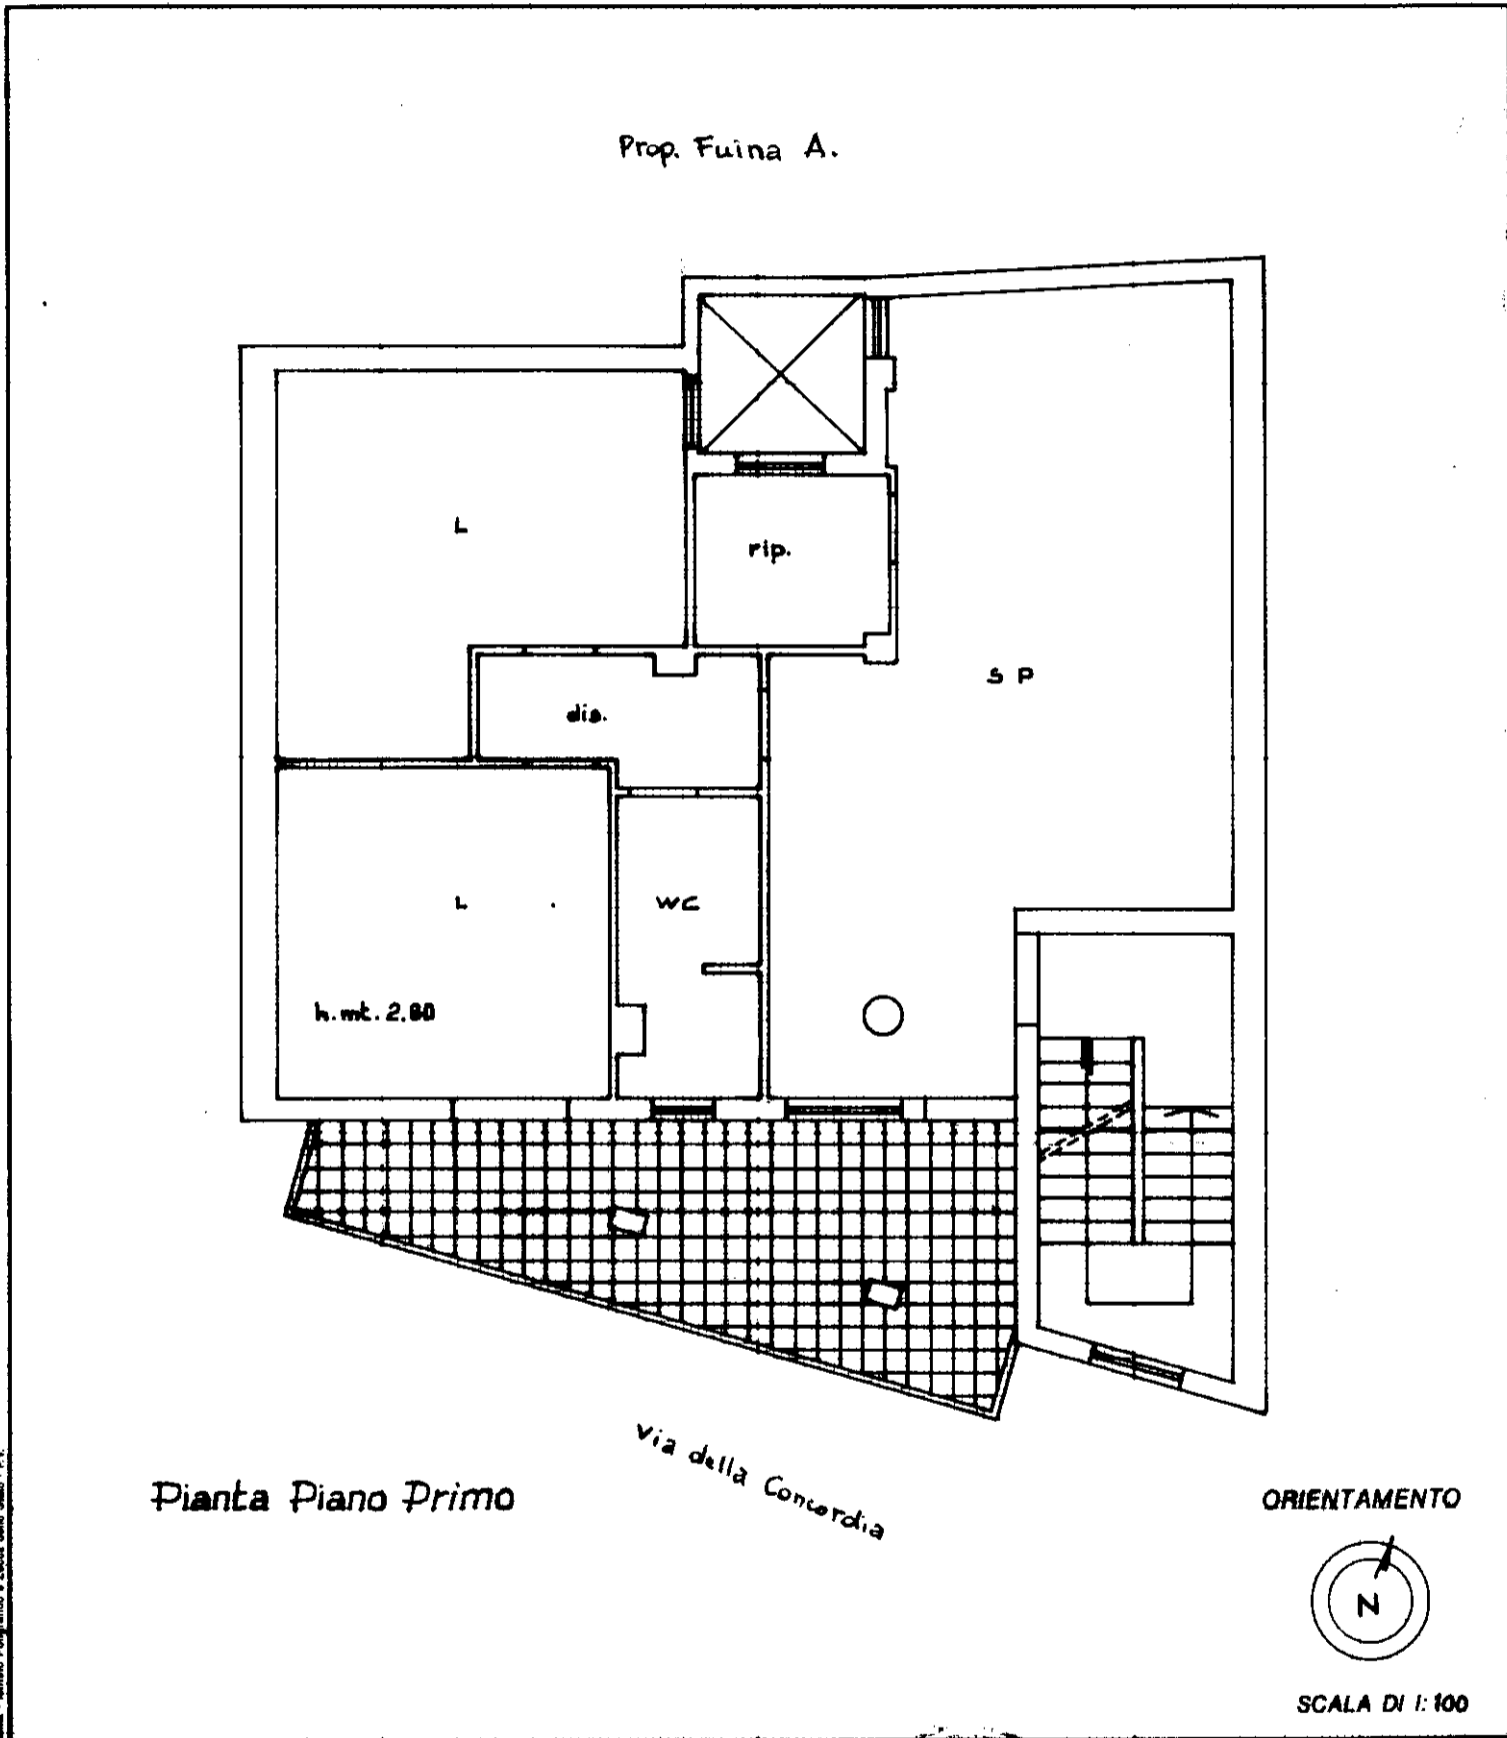 Prop. Fuina A.
L
rip.
S P
dis.
L
WC
h. mt. 2.80
via della Concordia
Pianta Piano Primo
ORIENTAMENTO
N
SCALA DI 1: 100